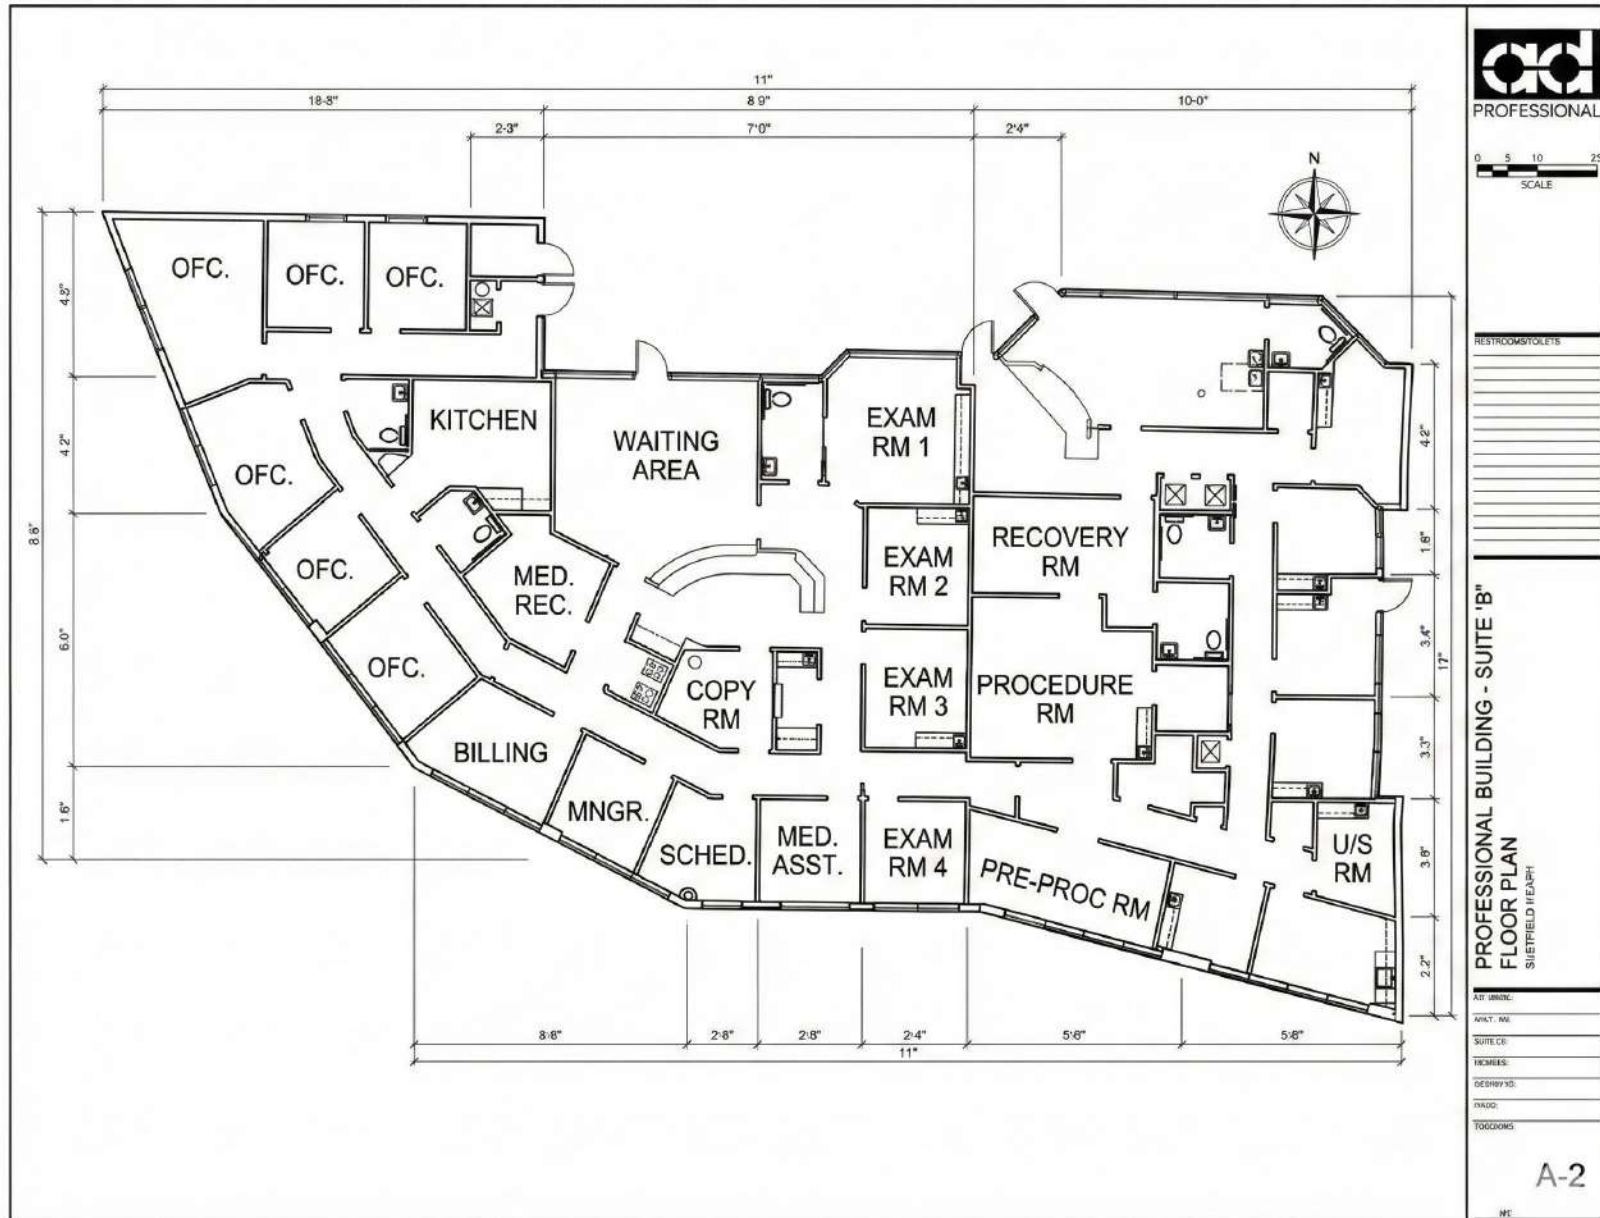 11"
18-8"
8 9"
10-0"
2-3"
7'0"
2'4"
N
OFC.
OFC.
OFC.
4.8"
4.2"
8 8"
6.0"
1 6"
KITCHEN
WAITING
AREA
EXAM
RM 1
OFC.
OFC.
MED.
REC.
EXAM
RM 2
RECOVERY
RM
OFC.
COPY
RM
EXAM
RM 3
PROCEDURE
RM
BILLING
MNGR.
SCHED.
MED.
ASST.
EXAM
RM 4
PRE-PROC RM
U/S
RM
4.2"
1.6"
3.4"
17"
3.3"
3.8"
2.2"
8'8"
2'8"
2'8"
2'4"
5'6"
5'8"
11"
ad
PROFESSIONAL
0 5 10 25
SCALE
RESTROOMS/TOILETS
PROFESSIONAL BUILDING - SUITE 'B"
FLOOR PLAN
SUITE
A-2